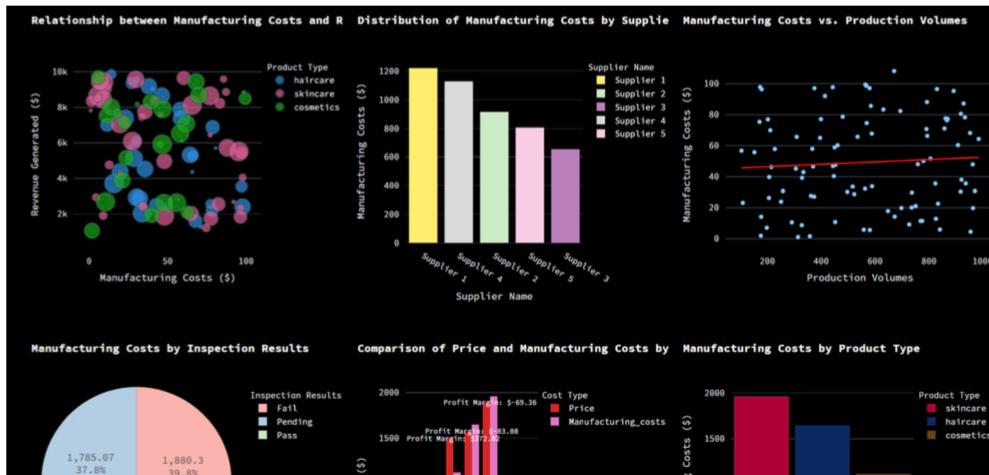 Relationship between Manufacturing Costs and R
Product Type
haircare
skincare
cosmetics
Revenue Generated ($)
10k
8k
6k
4k
2k
0
50
100
Manufacturing Costs ($)
Distribution of Manufacturing Costs by Supplie
Supplier Name
Supplier 1
Supplier 2
Supplier 3
Supplier 4
Supplier 5
Manufacturing Costs ($)
1200
1000
800
600
400
200
0
Supplier 1
Supplier 4
Supplier 2
Supplier 5
Supplier 3
Supplier Name
Manufacturing Costs vs. Production Volumes
Manufacturing Costs ($)
100
80
60
40
20
0
200
400
600
800
1000
Production Volumes
Manufacturing Costs by Inspection Results
Inspection Results
Fail
Pending
Pass
1,785.07
37.8%
1,880.3
39.8%
Comparison of Price and Manufacturing Costs by
Cost Type
Price
Manufacturing_costs
2000
1500
Profit Margin: $-69.36
Profit Margin: $-83.08
Profit Margin: $372.82
($)
Manufacturing Costs by Product Type
Product Type
skincare
haircare
cosmetics
2000
1500
Costs ($)